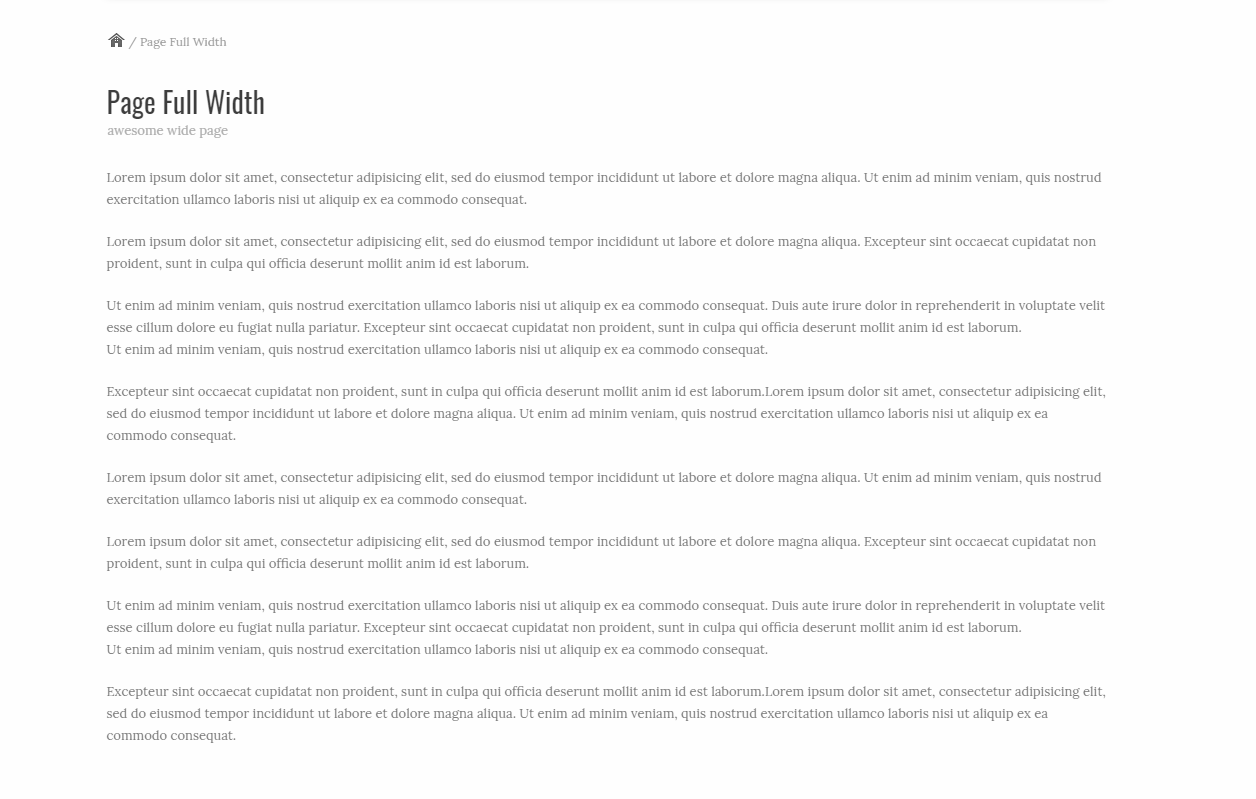 / Page Full Width
Page Full Width
awesome wide page
Lorem ipsum dolor sit amet, consectetur adipisicing elit, sed do eiusmod tempor incididunt ut labore et dolore magna aliqua. Ut enim ad minim veniam, quis nostrud
exercitation ullamco laboris nisi ut aliquip ex ea commodo consequat.
Lorem ipsum dolor sit amet, consectetur adipisicing elit, sed do eiusmod tempor incididunt ut labore et dolore magna aliqua. Excepteur sint occaecat cupidatat non
proident, sunt in culpa qui officia deserunt mollit anim id est laborum.
Ut enim ad minim veniam, quis nostrud exercitation ullamco laboris nisi ut aliquip ex ea commodo consequat. Duis aute irure dolor in reprehenderit in voluptate velit
esse cillum dolore eu fugiat nulla pariatur. Excepteur sint occaecat cupidatat non proident, sunt in culpa qui officia deserunt mollit anim id est laborum.
Ut enim ad minim veniam, quis nostrud exercitation ullamco laboris nisi ut aliquip ex ea commodo consequat.
Excepteur sint occaecat cupidatat non proident, sunt in culpa qui officia deserunt mollit anim id est laborum.Lorem ipsum dolor sit amet, consectetur adipisicing elit,
sed do eiusmod tempor incididunt ut labore et dolore magna aliqua. Ut enim ad minim veniam, quis nostrud exercitation ullamco laboris nisi ut aliquip ex ea
commodo consequat.
Lorem ipsum dolor sit amet, consectetur adipisicing elit, sed do eiusmod tempor incididunt ut labore et dolore magna aliqua. Ut enim ad minim veniam, quis nostrud
exercitation ullamco laboris nisi ut aliquip ex ea commodo consequat.
Lorem ipsum dolor sit amet, consectetur adipisicing elit, sed do eiusmod tempor incididunt ut labore et dolore magna aliqua. Excepteur sint occaecat cupidatat non
proident, sunt in culpa qui officia deserunt mollit anim id est laborum.
Ut enim ad minim veniam, quis nostrud exercitation ullamco laboris nisi ut aliquip ex ea commodo consequat. Duis aute irure dolor in reprehenderit in voluptate velit
esse cillum dolore eu fugiat nulla pariatur. Excepteur sint occaecat cupidatat non proident, sunt in culpa qui officia deserunt mollit anim id est laborum.
Ut enim ad minim veniam, quis nostrud exercitation ullamco laboris nisi ut aliquip ex ea commodo consequat.
Excepteur sint occaecat cupidatat non proident, sunt in culpa qui officia deserunt mollit anim id est laborum.Lorem ipsum dolor sit amet, consectetur adipisicing elit,
sed do eiusmod tempor incididunt ut labore et dolore magna aliqua. Ut enim ad minim veniam, quis nostrud exercitation ullamco laboris nisi ut aliquip ex ea
commodo consequat.